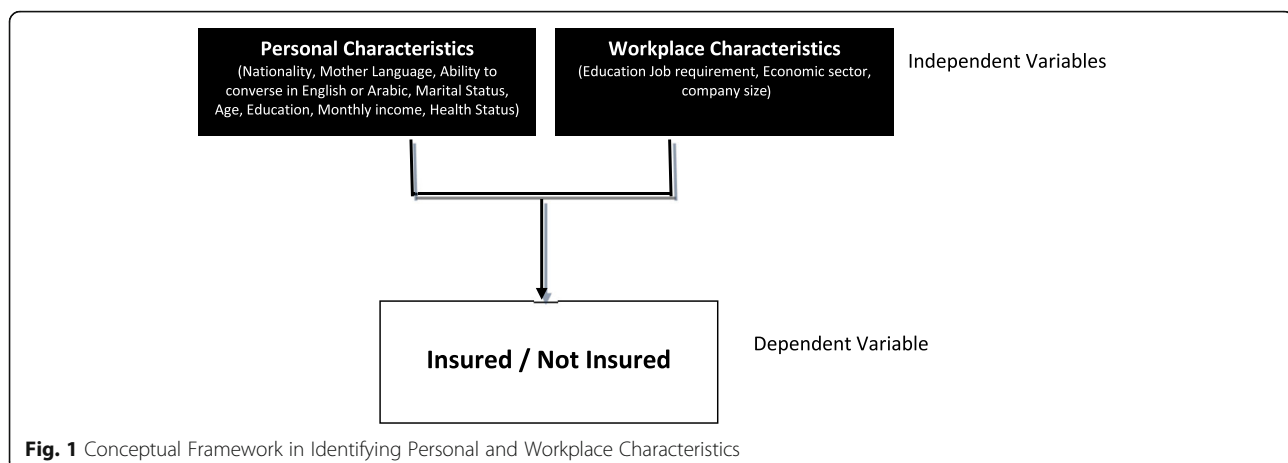 Personal Characteristics
(Nationality, Mother Language, Ability to
converse in English or Arabic, Marital Status,
Age, Education, Monthly income, Health Status)
Workplace Characteristics
(Education Job requirement, Economic sector,
company size)
Independent Variables
Insured / Not Insured
Dependent Variable
Fig. 1 Conceptual Framework in Identifying Personal and Workplace Characteristics